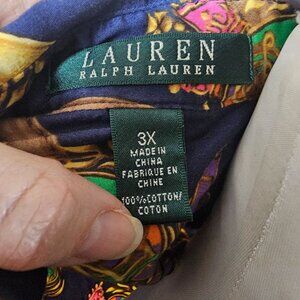 LAUREN
RALPH LAUREN
3X
MADE IN
CHINA
FABRIQUE EN
CHINE
100%COTTON/
COTON